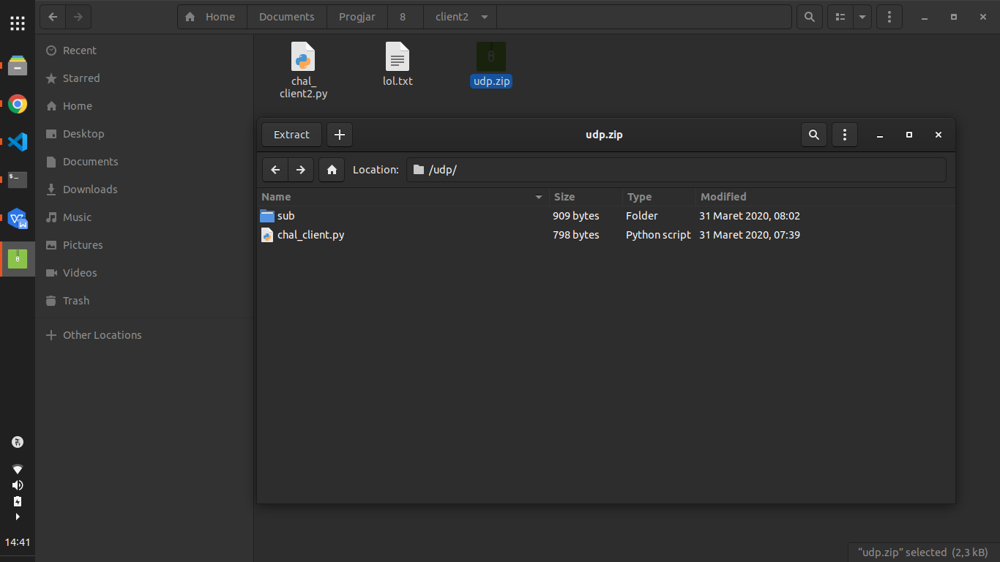 Home Documents Progjar 8 client2
Recent
Starred
Home
Desktop
Documents
Downloads
Music
Pictures
Videos
Trash
Other Locations
chal_
client2.py
lol.txt
udp.zip
Extract
udp.zip
Location: /udp/
Name Size Type Modified
sub 909 bytes Folder 31 Maret 2020, 08:02
chal_client.py 798 bytes Python script 31 Maret 2020, 07:39
14:41
“udp.zip” selected (2,3 kB)